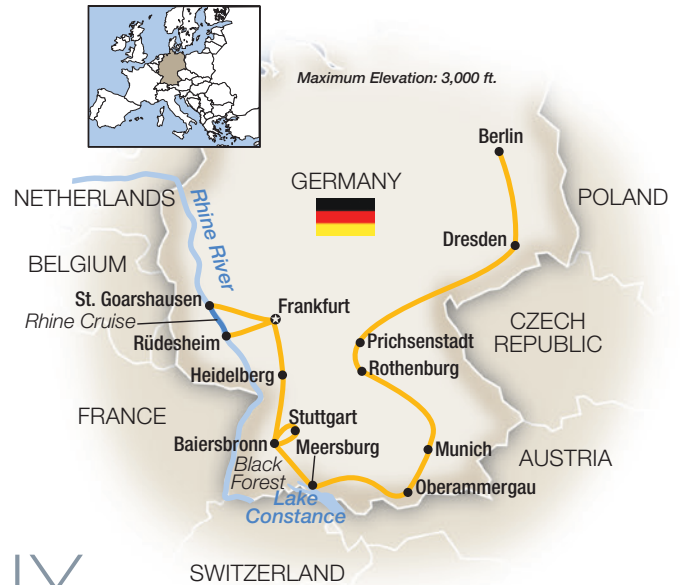 Maximum Elevation: 3,000 ft.
Berlin
GERMANY
NETHERLANDS
POLAND
Rhine River
Dresden
BELGIUM
St. Goarshausen
Frankfurt
Rhine Cruise
CZECH
REPUBLIC
Rüdesheim
Prichsenstadt
Rothenburg
Heidelberg
FRANCE
Stuttgart
Baiersbronn
Meersburg
Munich
AUSTRIA
Black
Forest
Oberammergau
Lake
Constance
SWITZERLAND